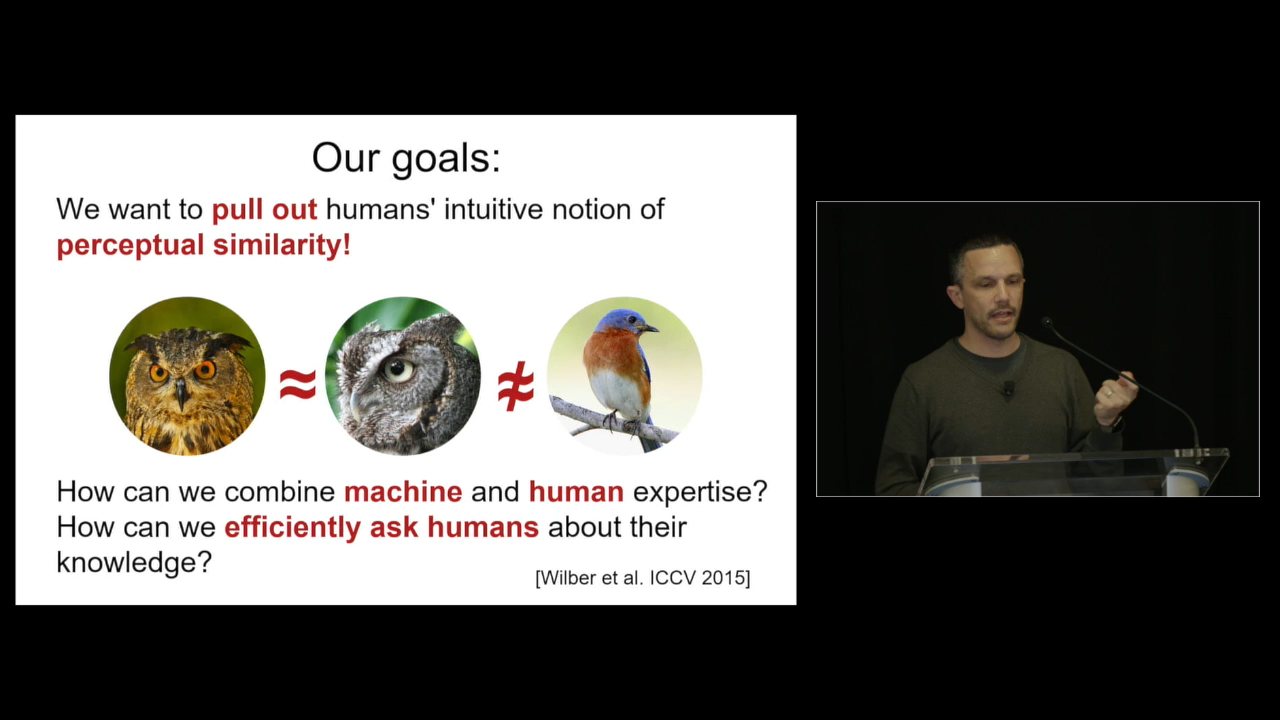 Our goals:
We want to pull out humans' intuitive notion of
perceptual similarity!
≈ ≉
How can we combine machine and human expertise?
How can we efficiently ask humans about their
knowledge?
[Wilber et al. ICCV 2015]